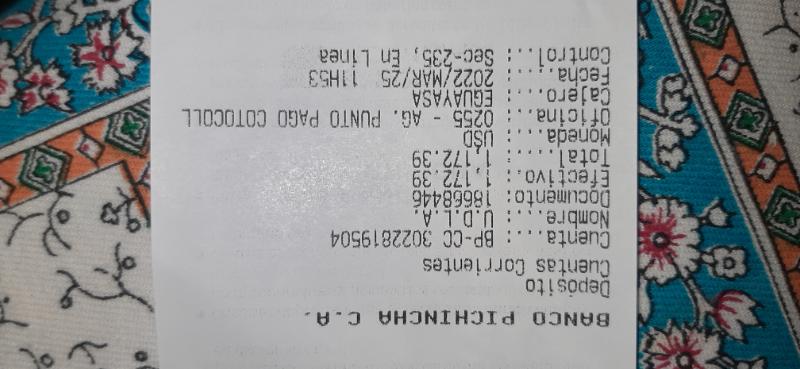 BANCO PICHINCHA C.A.
Depósito
Cuentas Corrientes
Cuenta...: BP-CC 3022819504
Nombre...: U.D.L.A.
Documento: 18668446
Efectivo.: 1,172.39
Total....: 1,172.39
Moneda...: USD
Oficina..: 0255 - AG. PUNTO PAGO COTOCOLL
Cajero...: EGUAYASA
Fecha....: 2022/MAR/25 11H53
Control..: Sec-235, En Linea